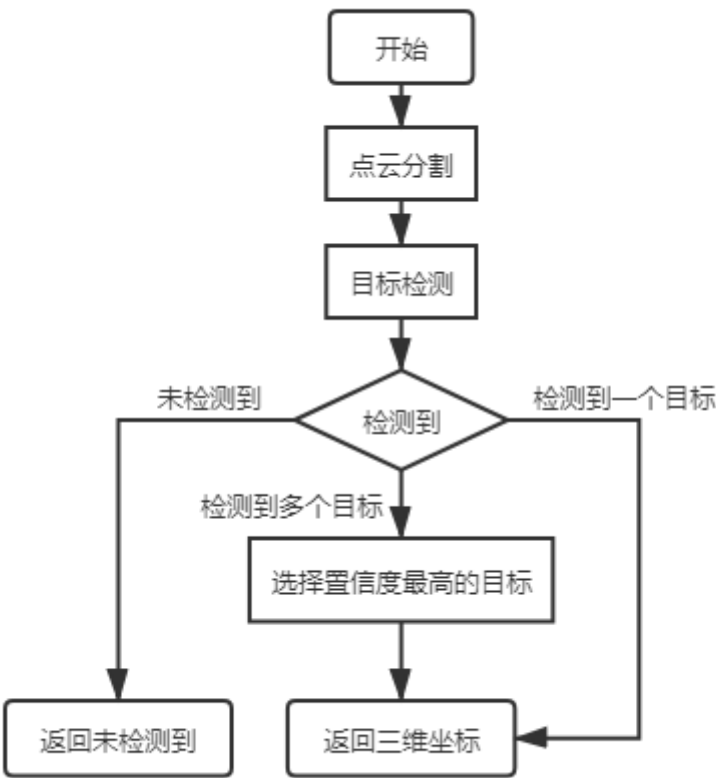 开始
点云分割
目标检测
未检测到
检测到
检测到一个目标
检测到多个目标
选择置信度最高的目标
返回未检测到
返回三维坐标